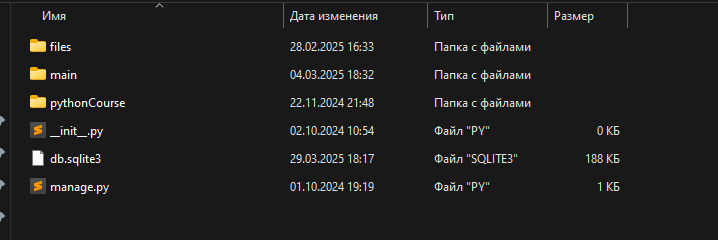 Имя Дата изменения Тип Размер
files 28.02.2025 16:33 Папка с файлами
main 04.03.2025 18:32 Папка с файлами
pythonCourse 22.11.2024 21:48 Папка с файлами
__init__.py 02.10.2024 10:54 Файл "PY" 0 КБ
db.sqlite3 29.03.2025 18:17 Файл "SQLITE3" 188 КБ
manage.py 01.10.2024 19:19 Файл "PY" 1 КБ